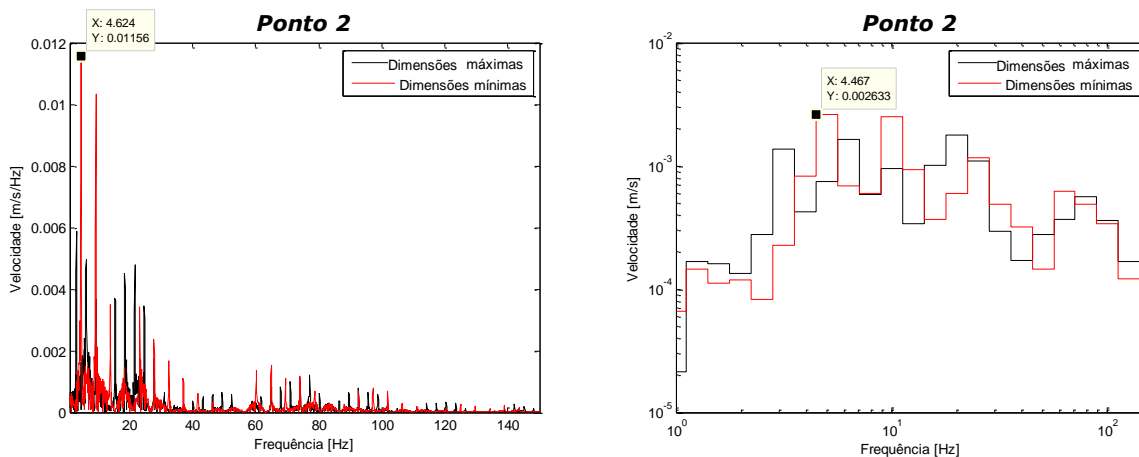 Ponto 2
X: 4.624
Y: 0.01156
Dimensões máximas
Dimensões mínimas
0.012
0.01
0.008
0.006
0.004
0.002
0
Velocidade [m/s/Hz]
20 40 60 80 100 120 140
Frequência [Hz]
Ponto 2
X: 4.467
Y: 0.002633
Dimensões máximas
Dimensões mínimas
10⁻²
10⁻³
10⁻⁴
10⁻⁵
Velocidade [m/s]
10⁰ 10¹ 10²
Frequência [Hz]